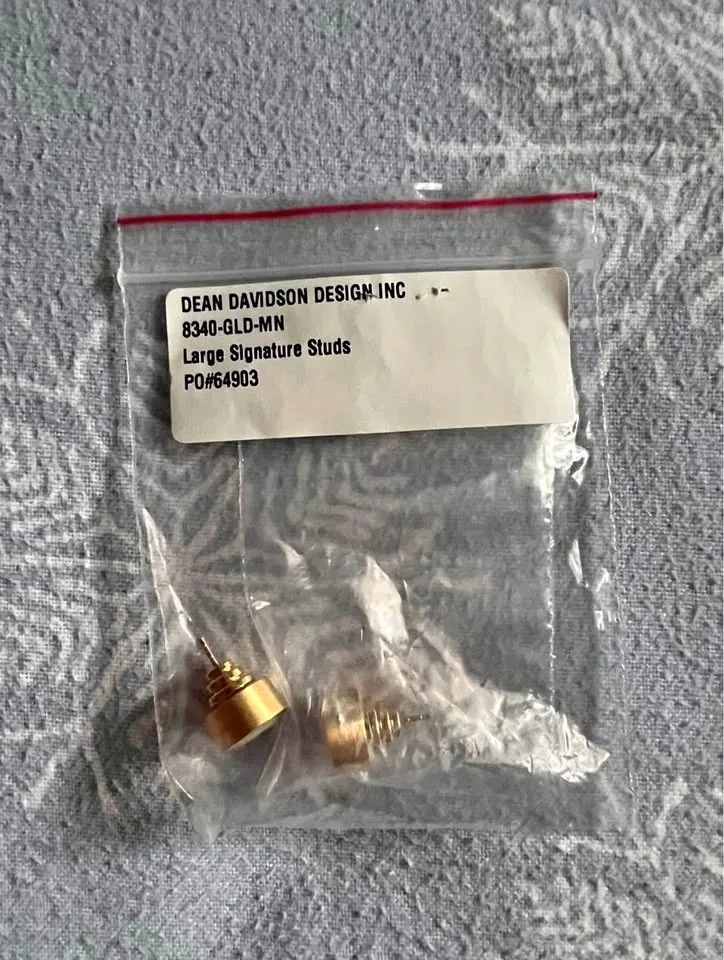 DEAN DAVIDSON DESIGN INC
8340-GLD-MN
Large Signature Studs
PO#64903